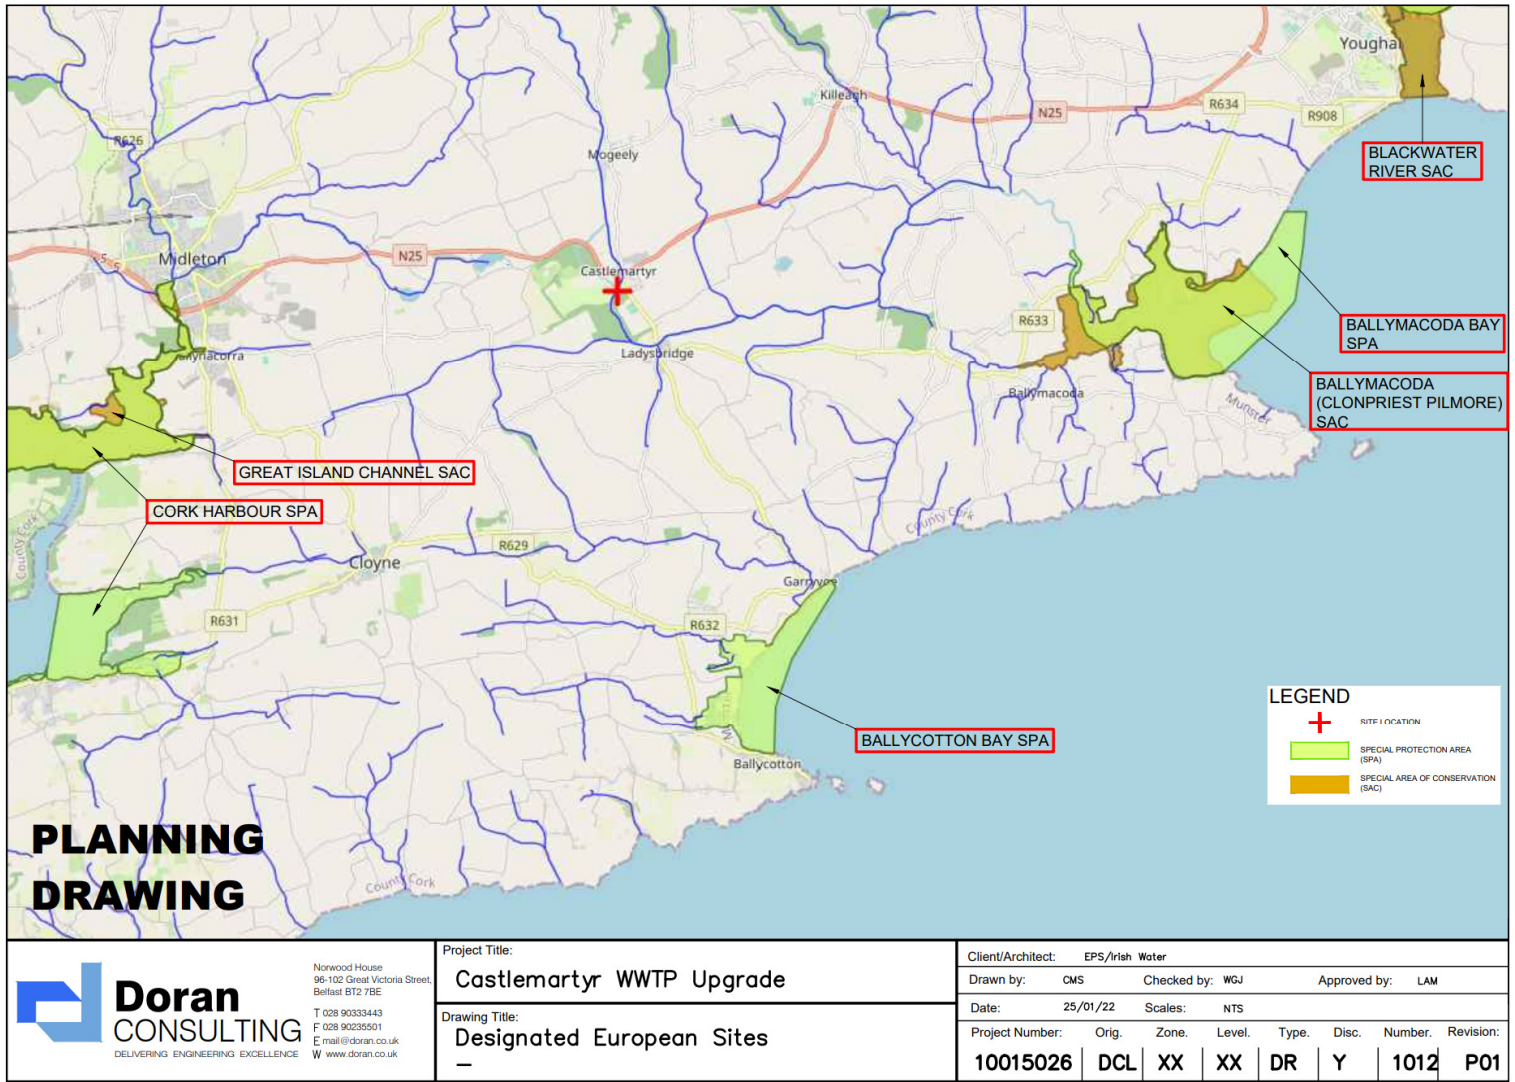 Youghal
R626
Killeagh
N25
R634
R908
Mogeely
BLACKWATER
RIVER SAC
Midleton
N25
Castlemartyr
R633
BALLYMACODA BAY
SPA
Ladysbridge
Ballynacorra
BALLYMACODA
(CLONPRIEST PILMORE)
SAC
Ballymacoda
Munster
GREAT ISLAND CHANNEL SAC
CORK HARBOUR SPA
County Cork
County Cork
R629
Cloyne
Garryvoe
R631
R632
BALLYCOTTON BAY SPA
Ballycotton
LEGEND
SITE LOCATION
SPECIAL PROTECTION AREA
(SPA)
SPECIAL AREA OF CONSERVATION
(SAC)
PLANNING
DRAWING
County Cork
Doran
CONSULTING
DELIVERING ENGINEERING EXCELLENCE
Norwood House
96-102 Great Victoria Street,
Belfast BT2 7BE
T 028 90333443
F 028 90235501
E mail@doran.co.uk
W www.doran.co.uk
Project Title:
Castlemartyr WWTP Upgrade
Drawing Title:
Designated European Sites
–
Client/Architect: EPS/Irish Water
Drawn by: CMS Checked by: WGJ Approved by: LAM
Date: 25/01/22 Scales: NTS
Project Number: Orig. Zone. Level. Type. Disc. Number. Revision:
10015026 DCL XX XX DR Y 1012 P01